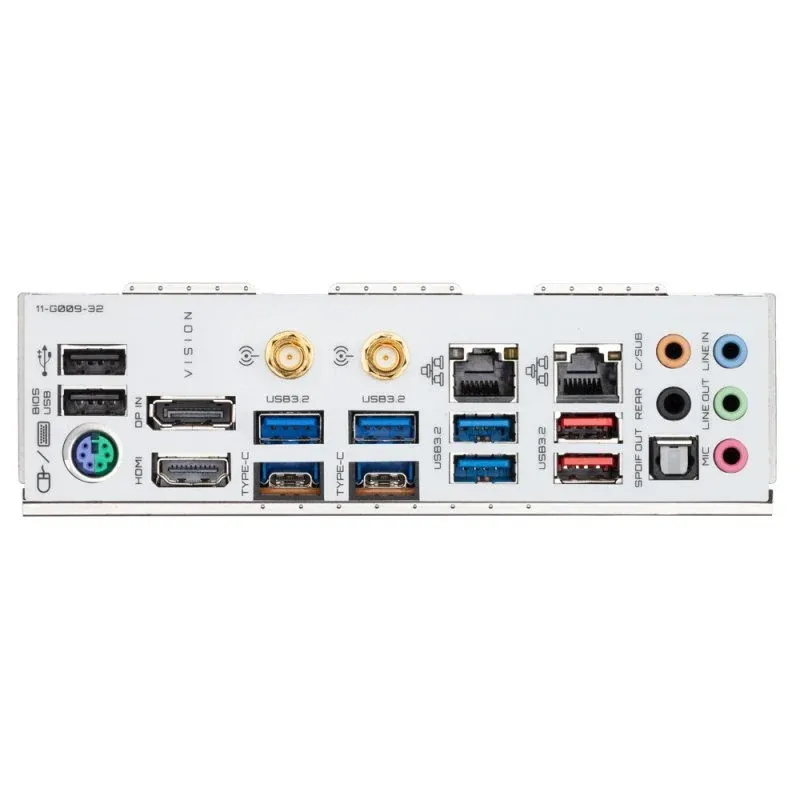 11-G009-32
VISION
BIOS
USB
DP IN
HDMI
USB3.2
TYPE-C
USB3.2
TYPE-C
USB3.2
USB3.2
C/SUB
LINE IN
REAR
LINE OUT
SPDIF OUT
MIC